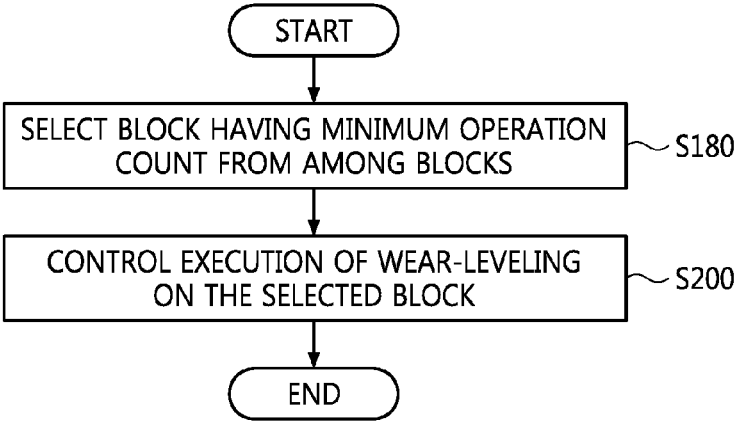 START
SELECT BLOCK HAVING MINIMUM OPERATION
COUNT FROM AMONG BLOCKS
S180
CONTROL EXECUTION OF WEAR-LEVELING
ON THE SELECTED BLOCK
S200
END